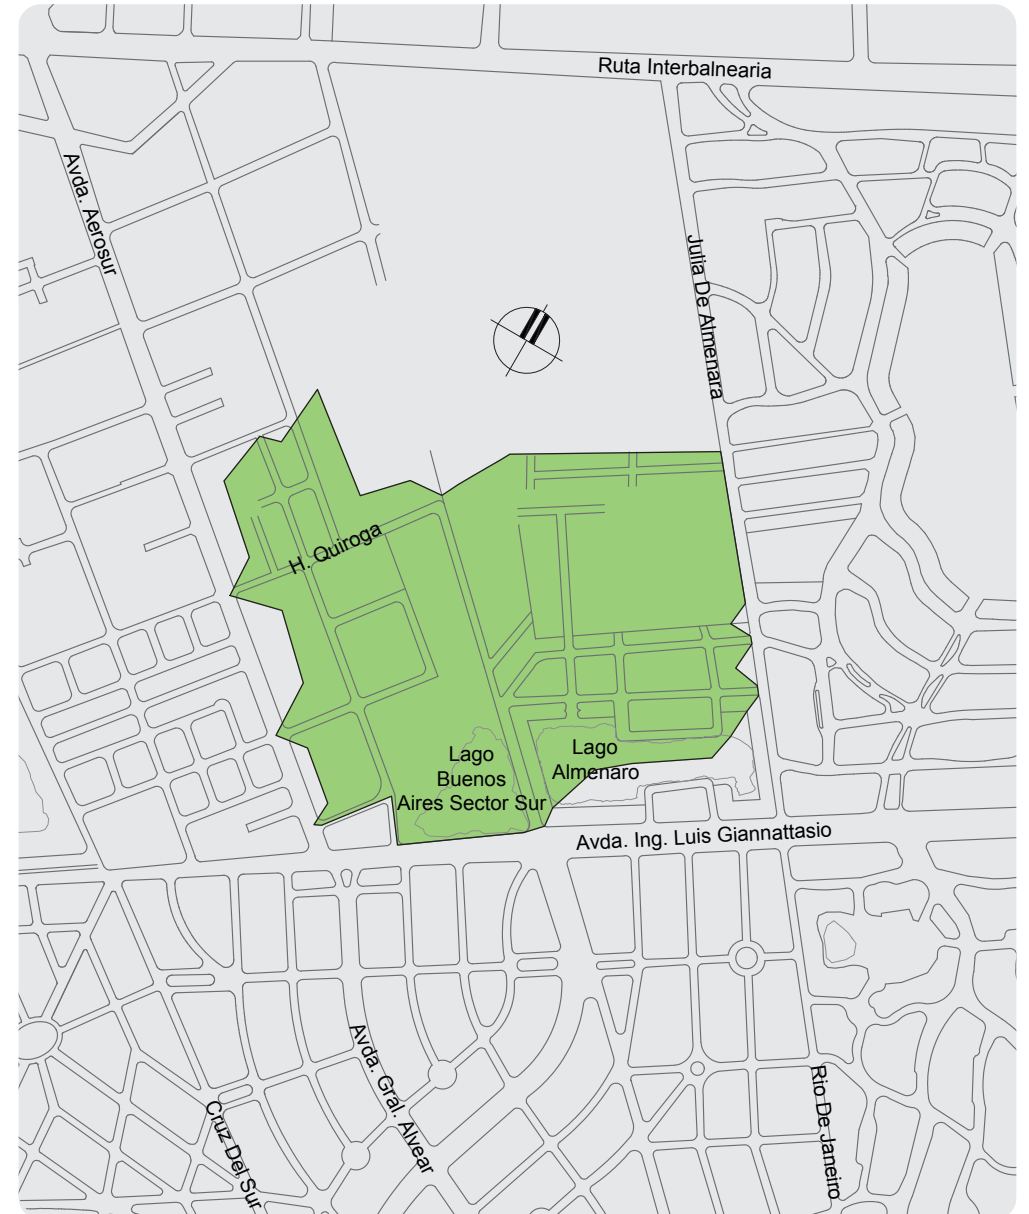 Ruta Interbalnearia
Avda. Aerosur
Julia De Almenara
H. Quiroga
Lago
Buenos
Aires Sector Sur
Lago
Almenaro
Avda. Ing. Luis Giannattasio
Avda. Gral. Alvear
Cruz Del Sur
Rio De Janeiro